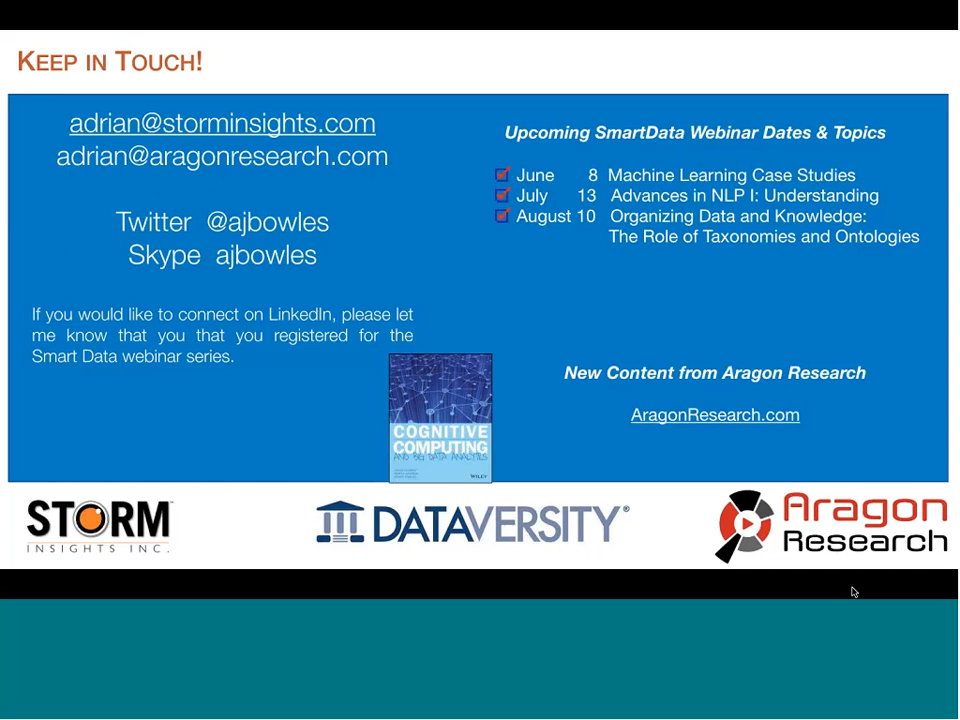 KEEP IN TOUCH!
adrian@storminsights.com
adrian@aragonresearch.com
Twitter @ajbowles
Skype ajbowles
If you would like to connect on LinkedIn, please let
me know that you that you registered for the
Smart Data webinar series.
Upcoming SmartData Webinar Dates & Topics
June 8 Machine Learning Case Studies
July 13 Advances in NLP I: Understanding
August 10 Organizing Data and Knowledge:
The Role of Taxonomies and Ontologies
New Content from Aragon Research
AragonResearch.com
COGNITIVE
COMPUTING
AND BIG DATA ANALYTICS
WILEY
STORM™
INSIGHTS INC.
DATAVERSITY®
Aragon
Research